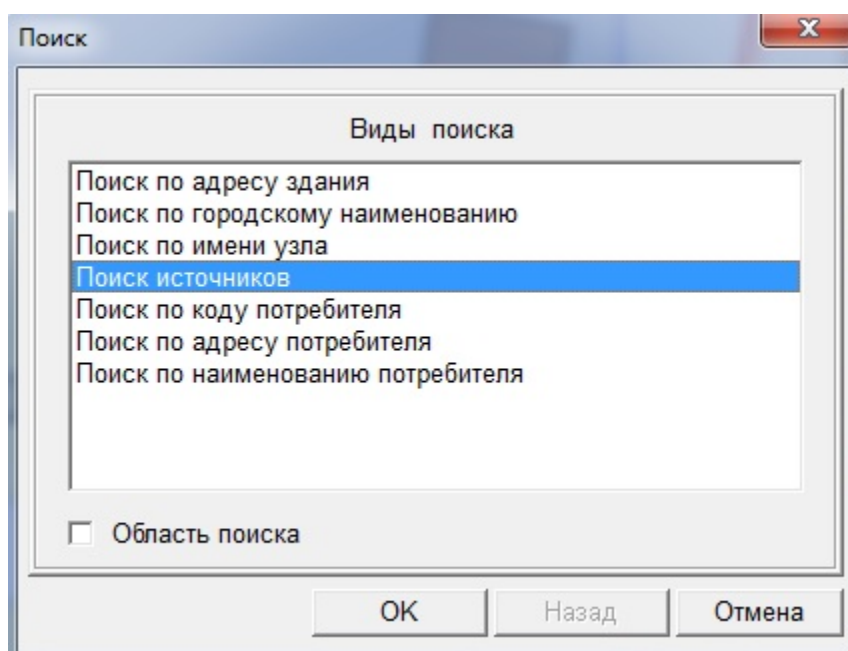 Поиск
Виды поиска
Поиск по адресу здания
Поиск по городскому наименованию
Поиск по имени узла
Поиск источников
Поиск по коду потребителя
Поиск по адресу потребителя
Поиск по наименованию потребителя
Область поиска
OK Назад Отмена